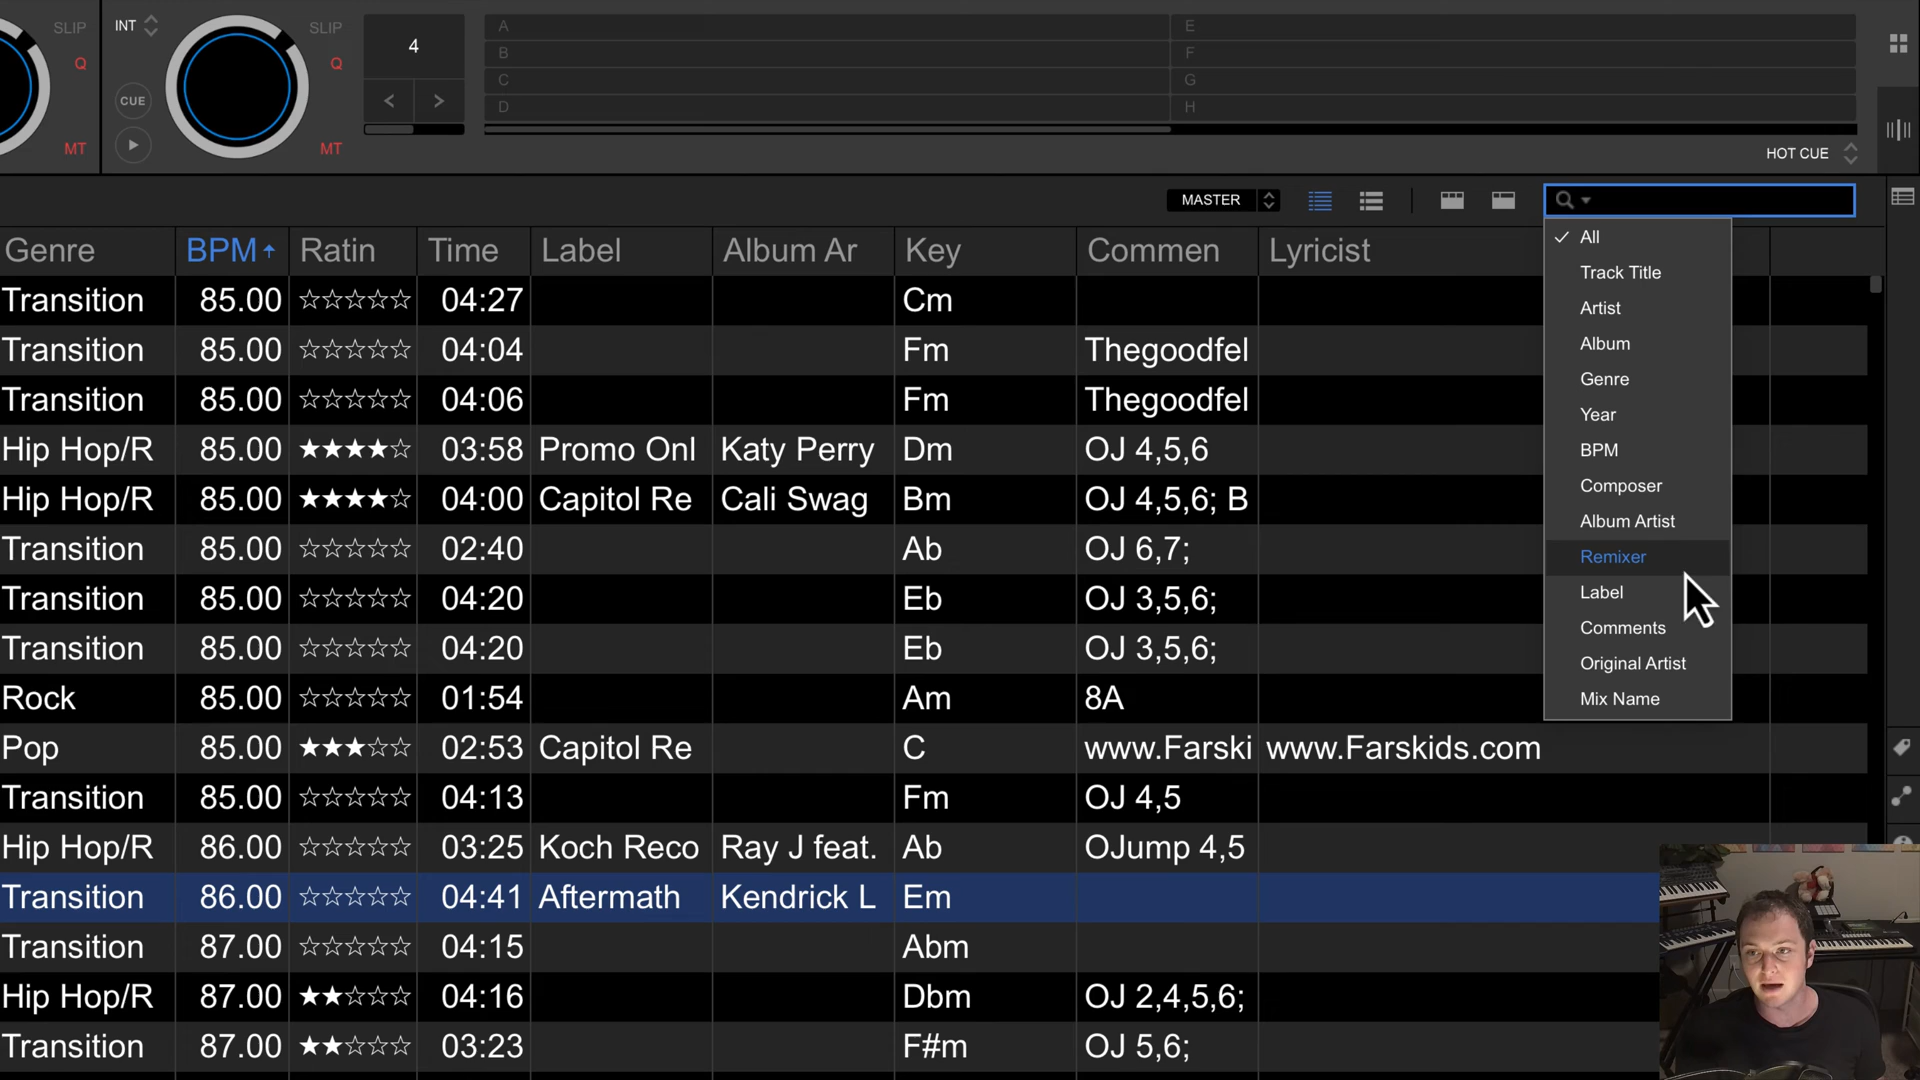 SLIP
INT
SLIP
Q
Q
CUE
MT
MT
4
<
>
A
B
C
D
E
F
G
H
HOT CUE
MASTER
Genre BPM Ratin Time Label Album Ar Key Commen Lyricist
Transition 85.00 ☆☆☆☆☆ 04:27 Cm
Transition 85.00 ☆☆☆☆☆ 04:04 Fm Thegoodfel
Transition 85.00 ☆☆☆☆☆ 04:06 Fm Thegoodfel
Hip Hop/R 85.00 ★★★★☆ 03:58 Promo Onl Katy Perry Dm OJ 4,5,6
Hip Hop/R 85.00 ★★★★☆ 04:00 Capitol Re Cali Swag Bm OJ 4,5,6; B
Transition 85.00 ☆☆☆☆☆ 02:40 Ab OJ 6,7;
Transition 85.00 ☆☆☆☆☆ 04:20 Eb OJ 3,5,6;
Transition 85.00 ☆☆☆☆☆ 04:20 Eb OJ 3,5,6;
Rock 85.00 ☆☆☆☆☆ 01:54 Am 8A
Pop 85.00 ★★★☆☆ 02:53 Capitol Re C www.Farski www.Farskids.com
Transition 85.00 ☆☆☆☆☆ 04:13 Fm OJ 4,5
Hip Hop/R 86.00 ☆☆☆☆☆ 03:25 Koch Reco Ray J feat. Ab OJump 4,5
Transition 86.00 ☆☆☆☆☆ 04:41 Aftermath Kendrick L Em
Transition 87.00 ☆☆☆☆☆ 04:15 Abm
Hip Hop/R 87.00 ★★☆☆☆ 04:16 Dbm OJ 2,4,5,6;
Transition 87.00 ★★☆☆☆ 03:23 F#m OJ 5,6;
All
Track Title
Artist
Album
Genre
Year
BPM
Composer
Album Artist
Remixer
Label
Comments
Original Artist
Mix Name